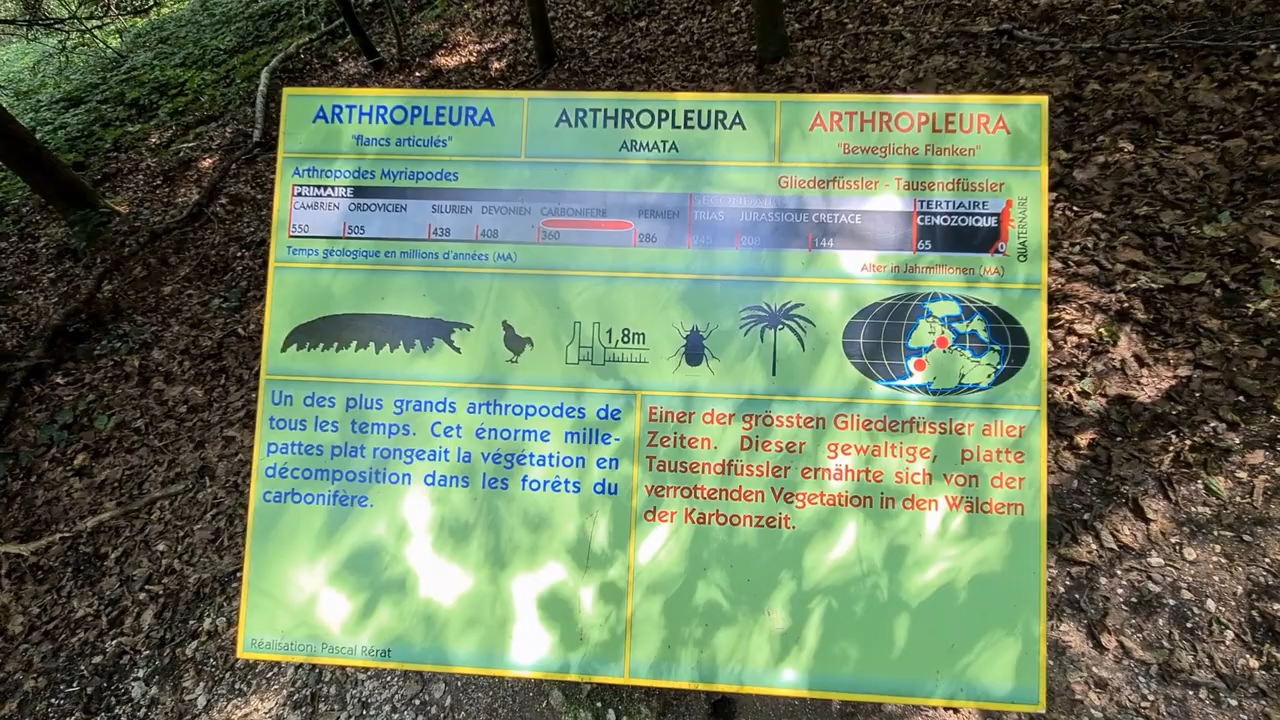 ARTHROPLEURA
"flancs articulés"
ARTHROPLEURA
ARMATA
ARTHROPLEURA
"Bewegliche Flanken"
Arthropodes Myriapodes
Gliederfüssler - Tausendfüssler
PRIMAIRE
SECONDAIRE
TERTIAIRE
CAMBRIEN ORDOVICIEN SILURIEN DEVONIEN CARBONIFERE PERMIEN TRIAS JURASSIQUE CRETACE CENOZOIQUE
QUATERNAIRE
550 505 438 408 360 286 245 208 144 65 0
Temps géologique en millions d'années (MA)
Alter in Jahrmillionen (MA)
1,8m
Un des plus grands arthropodes de
tous les temps. Cet énorme mille-
pattes plat rongeait la végétation en
décomposition dans les forêts du
carbonifère.
Einer der grössten Gliederfüssler aller
Zeiten. Dieser gewaltige, platte
Tausendfüssler ernährte sich von der
verrottenden Vegetation in den Wäldern
der Karbonzeit.
Réalisation: Pascal Rérat